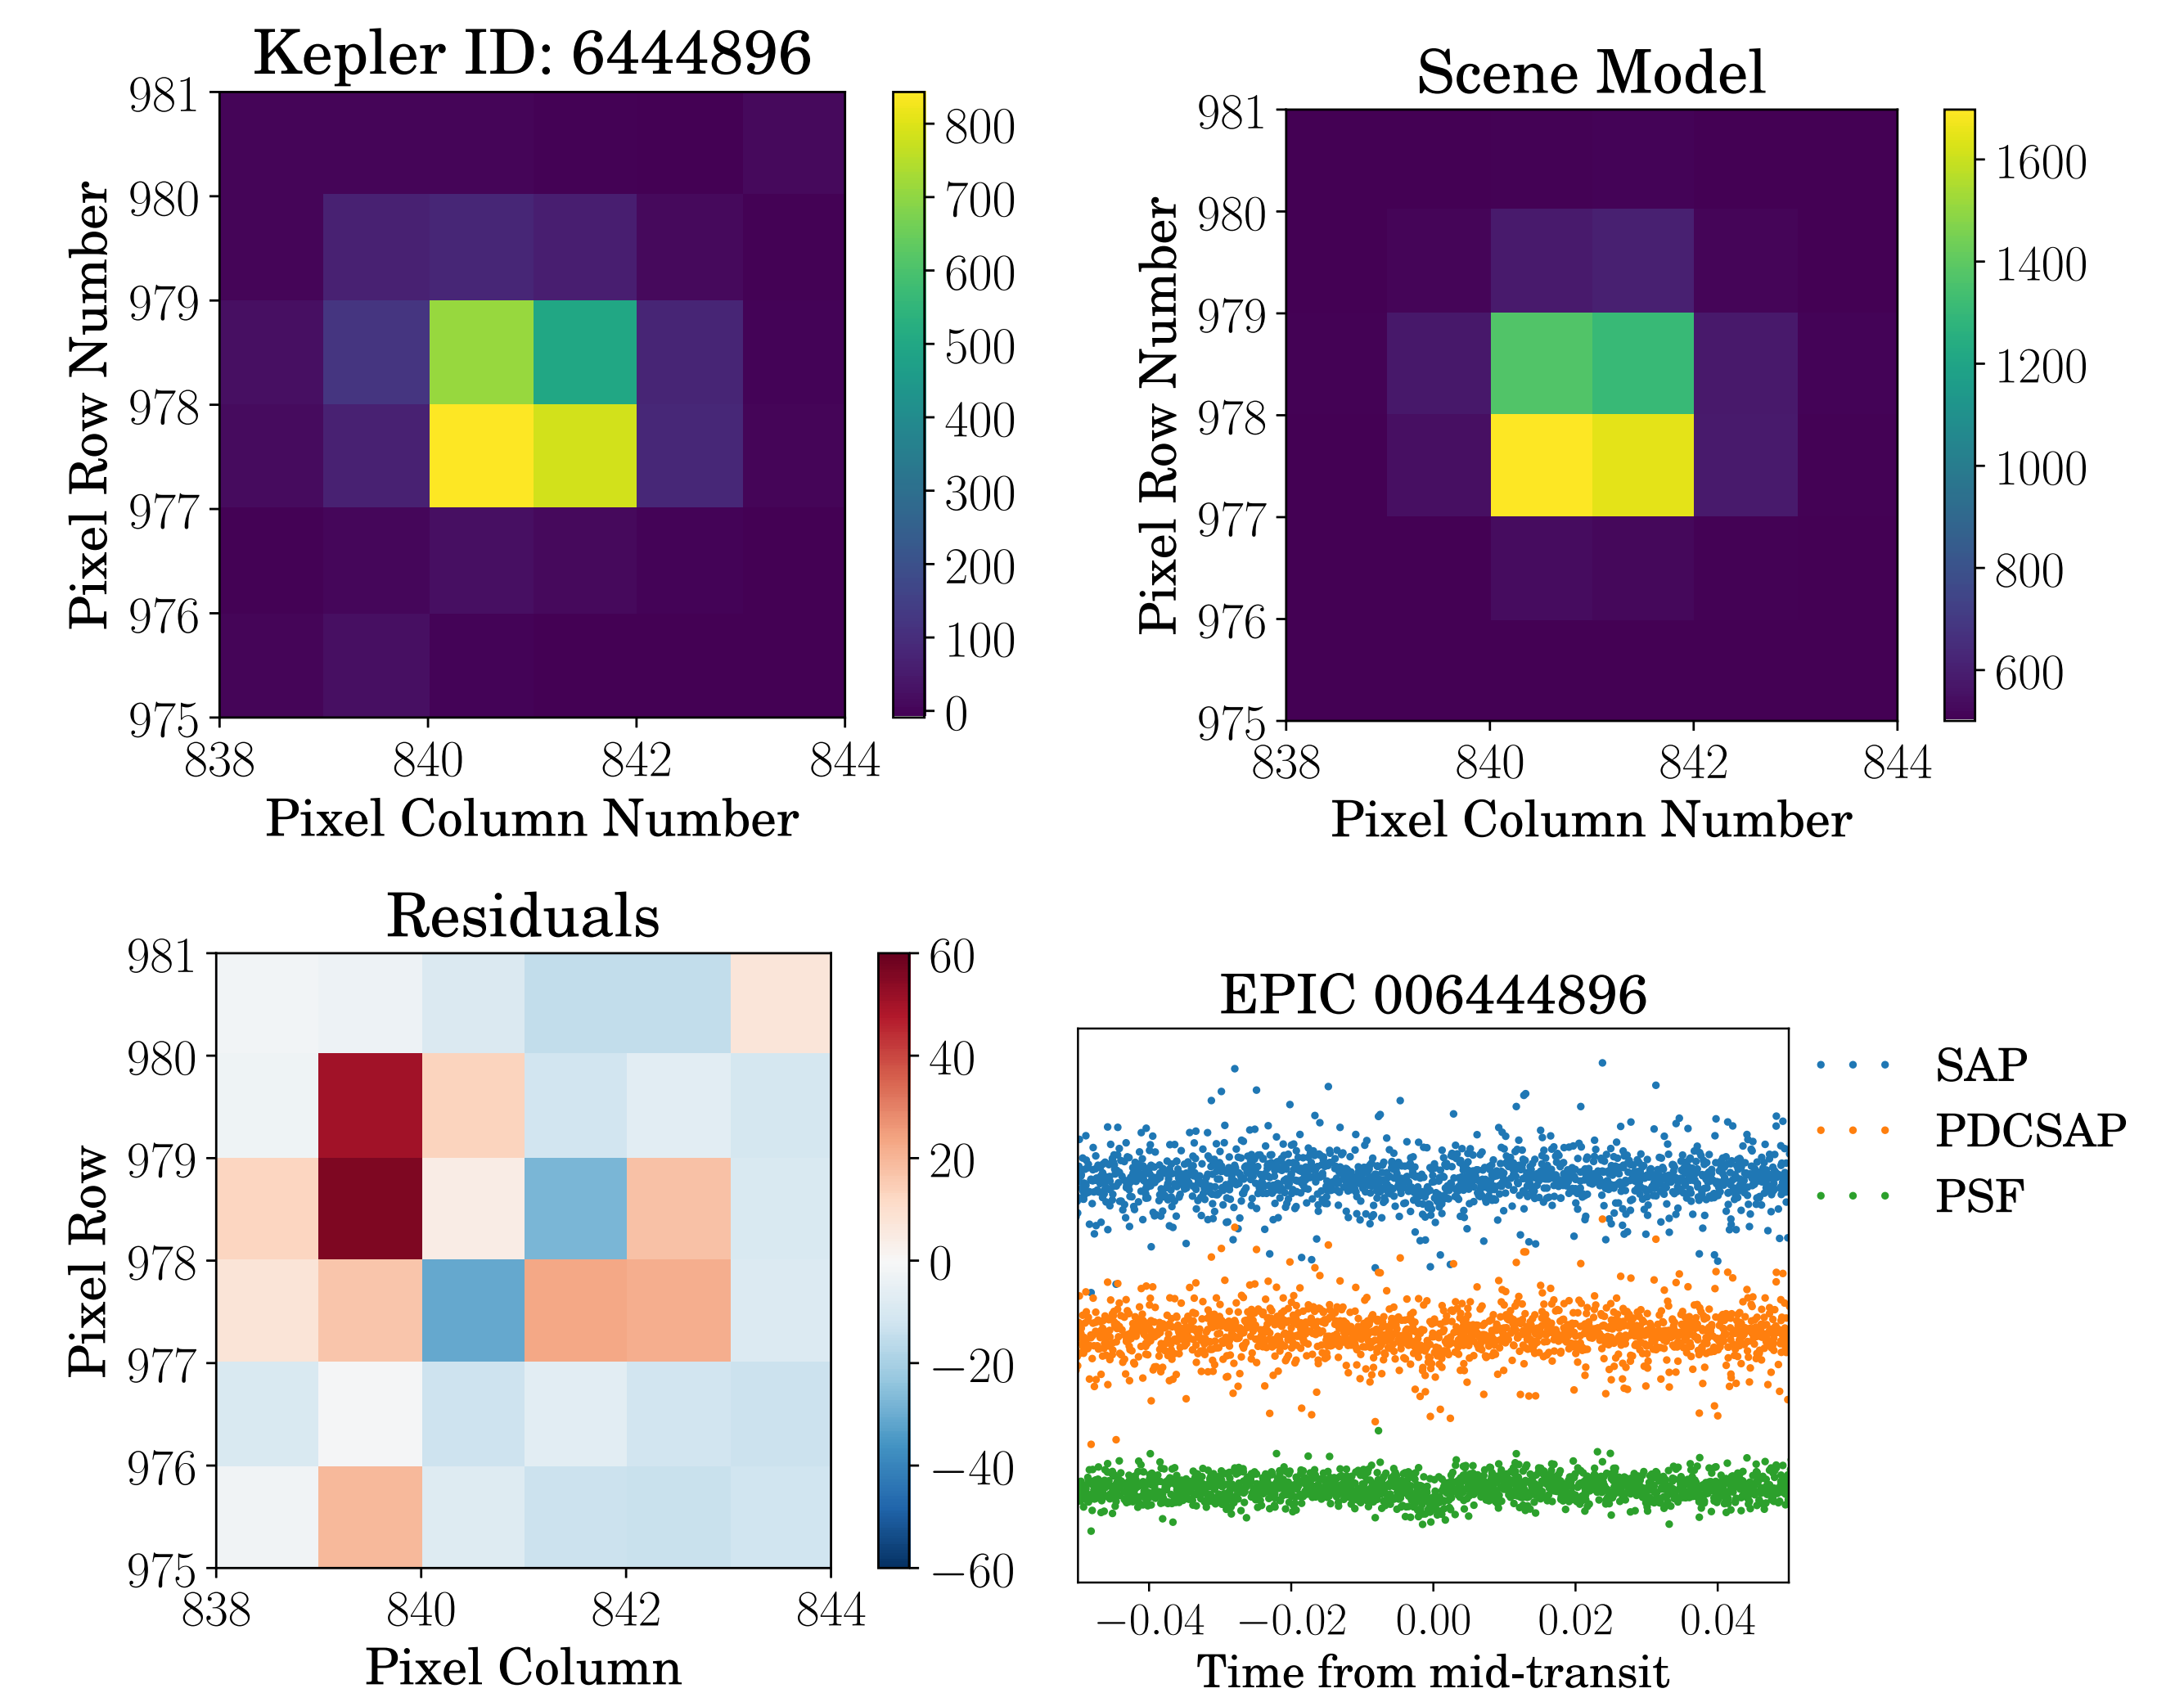 Kepler ID: 6444896
981
980
979
978
977
976
975
838 840 842 844
Pixel Row Number
Pixel Column Number
800
700
600
500
400
300
200
100
0
Scene Model
981
980
979
978
977
976
975
838 840 842 844
Pixel Row Number
Pixel Column Number
1600
1400
1200
1000
800
600
Residuals
981
980
979
978
977
976
975
838 840 842 844
Pixel Row
Pixel Column
60
40
20
0
−20
−40
−60
EPIC 006444896
−0.04 −0.02 0.00 0.02 0.04
Time from mid-transit
SAP
PDCSAP
PSF